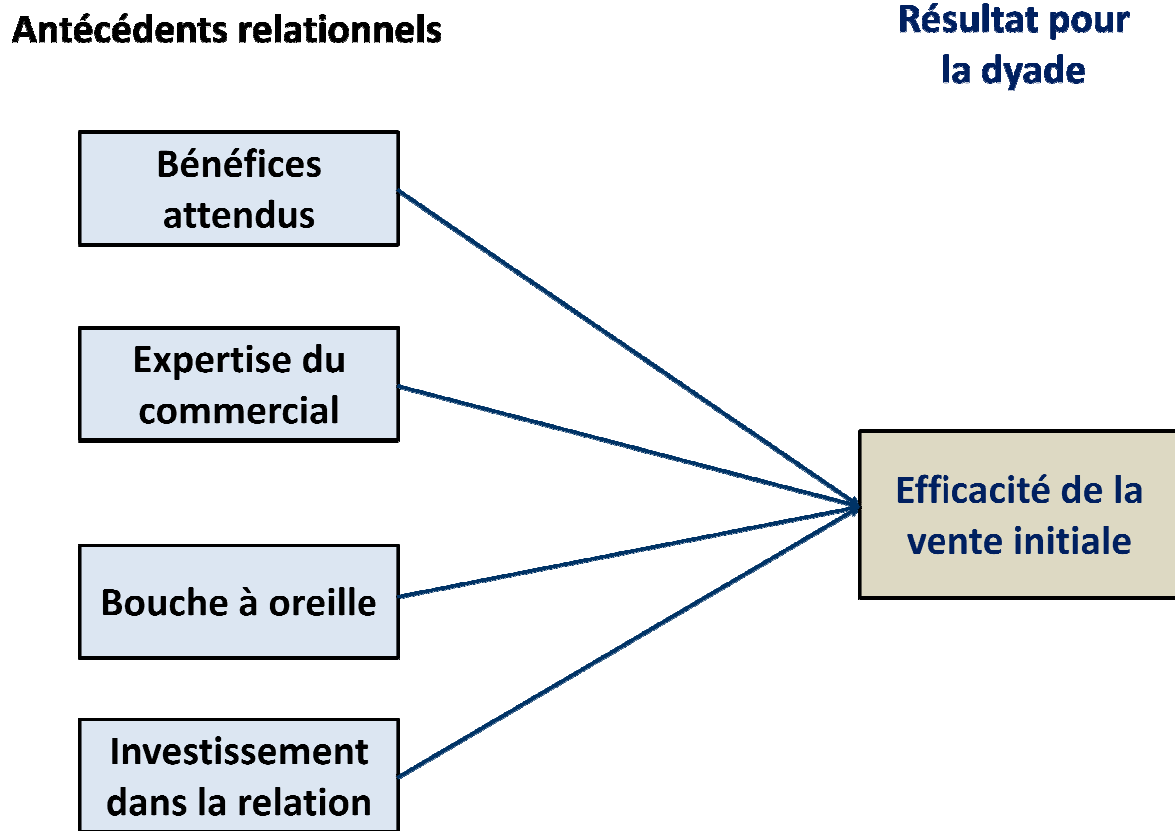 Antécédents relationnels
Résultat pour
la dyade
Bénéfices
attendus
Expertise du
commercial
Bouche à oreille
Investissement
dans la relation
Efficacité de la
vente initiale